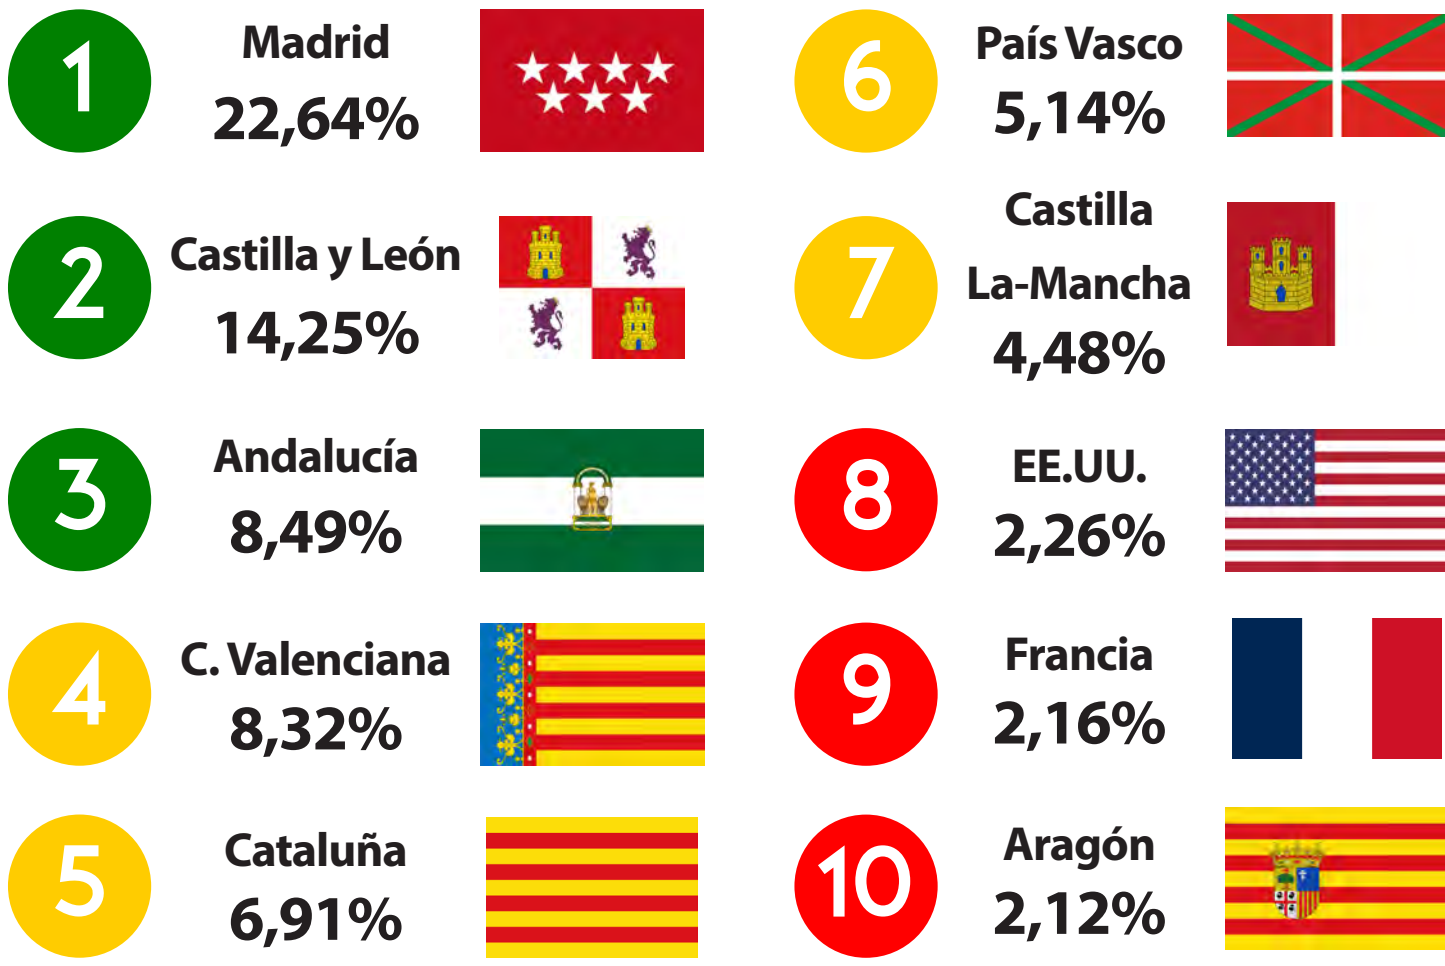 1
Madrid
22,64%
2
Castilla y León
14,25%
3
Andalucía
8,49%
4
C. Valenciana
8,32%
5
Cataluña
6,91%
6
País Vasco
5,14%
7
Castilla
La-Mancha
4,48%
8
EE.UU.
2,26%
9
Francia
2,16%
10
Aragón
2,12%